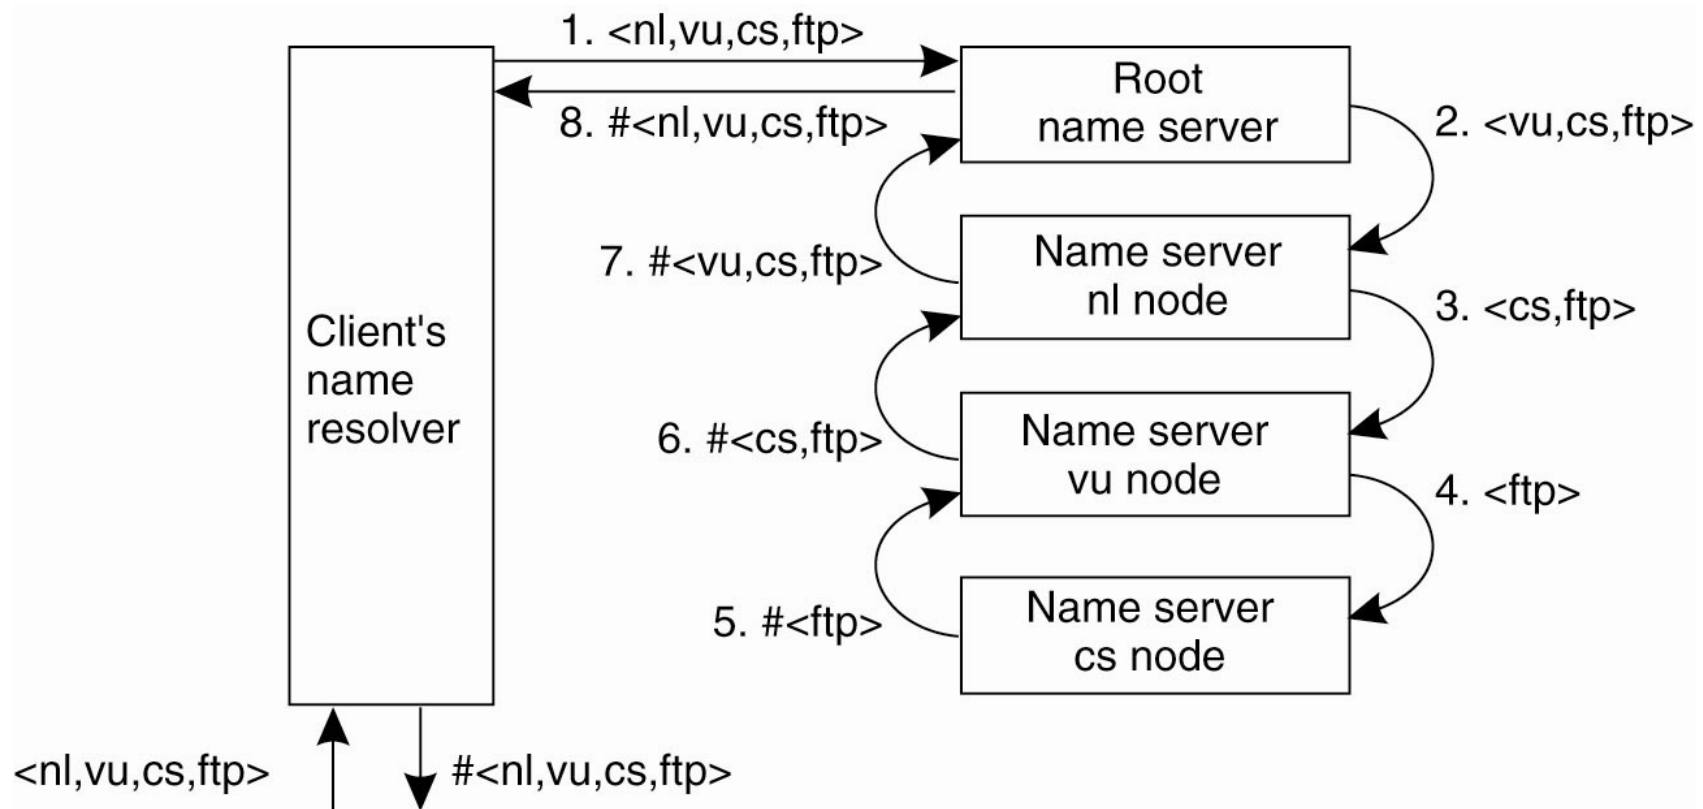 1. <nl,vu,cs,ftp>
Root
name server
8. #<nl,vu,cs,ftp>
2. <vu,cs,ftp>
Name server
nl node
7. #<vu,cs,ftp>
3. <cs,ftp>
Client's
name
resolver
Name server
vu node
6. #<cs,ftp>
4. <ftp>
Name server
cs node
5. #<ftp>
<nl,vu,cs,ftp>
#<nl,vu,cs,ftp>